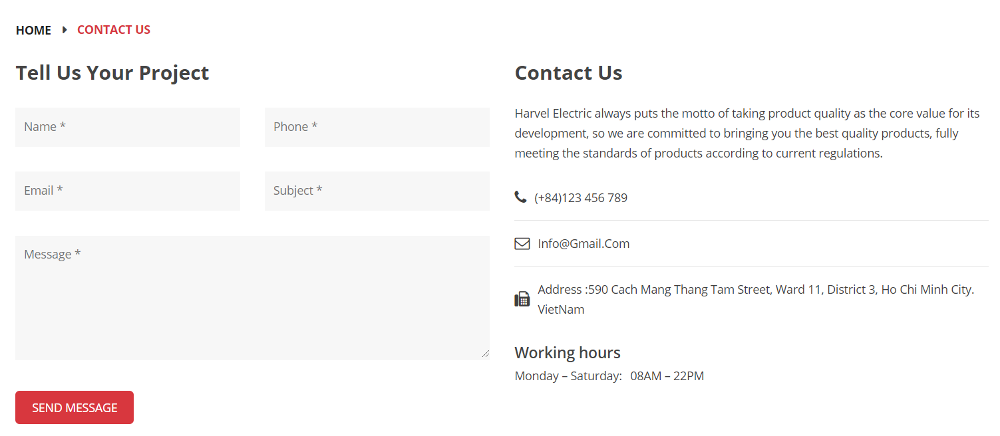 HOME CONTACT US
Tell Us Your Project
Name *
Phone *
Email *
Subject *
Message *
SEND MESSAGE
Contact Us
Harvel Electric always puts the motto of taking product quality as the core value for its
development, so we are committed to bringing you the best quality products, fully
meeting the standards of products according to current regulations.
(+84)123 456 789
Info@Gmail.Com
Address :590 Cach Mang Thang Tam Street, Ward 11, District 3, Ho Chi Minh City.
VietNam
Working hours
Monday – Saturday: 08AM – 22PM